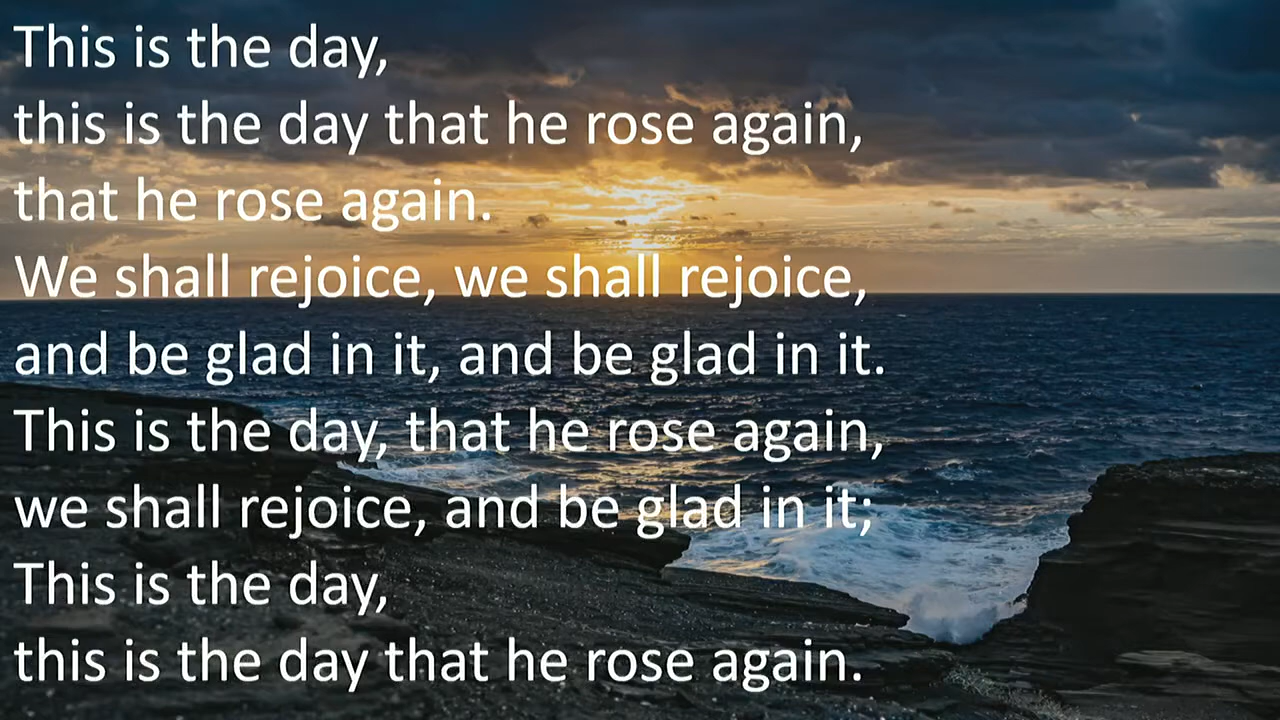 This is the day,
this is the day that he rose again,
that he rose again.
We shall rejoice, we shall rejoice,
and be glad in it, and be glad in it.
This is the day, that he rose again,
we shall rejoice, and be glad in it;
This is the day,
this is the day that he rose again.